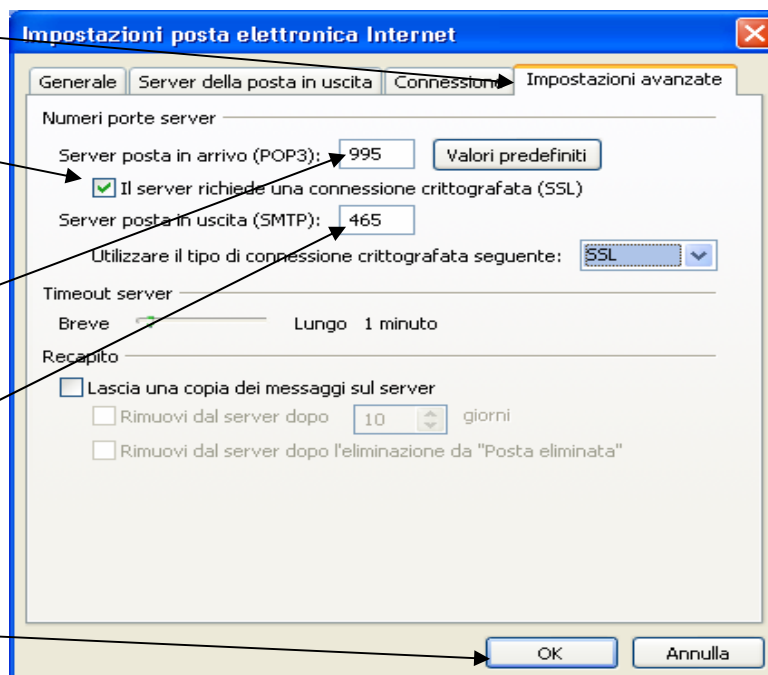 Impostazioni posta elettronica Internet
Generale Server della posta in uscita Connessione Impostazioni avanzate
Numeri porte server
Server posta in arrivo (POP3): 995 Valori predefiniti
Il server richiede una connessione crittografata (SSL)
Server posta in uscita (SMTP): 465
Utilizzare il tipo di connessione crittografata seguente: SSL
Timeout server
Breve Lungo 1 minuto
Recapito
Lascia una copia dei messaggi sul server
Rimuovi dal server dopo 10 giorni
Rimuovi dal server dopo l'eliminazione da "Posta eliminata"
OK Annulla